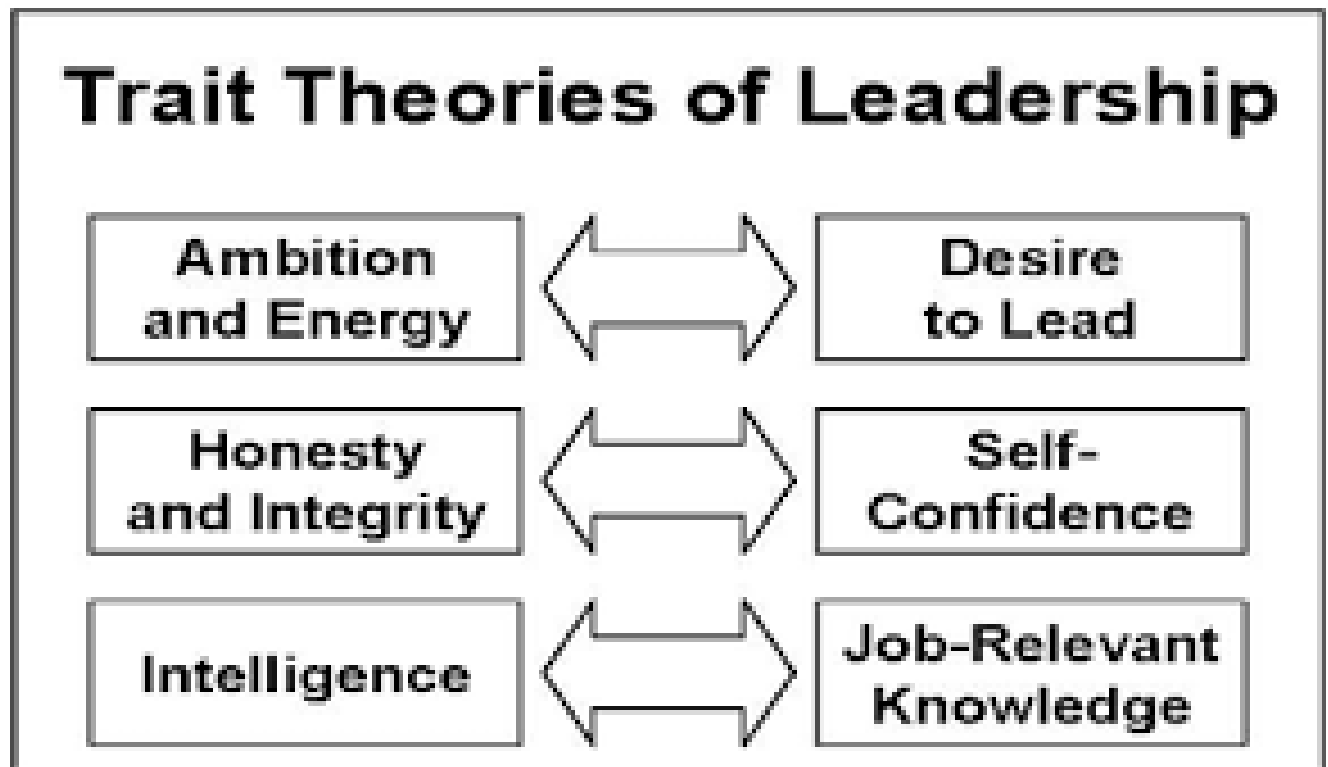 Trait Theories of Leadership
Ambition
and Energy
Desire
to Lead
Honesty
and Integrity
Self-
Confidence
Intelligence
Job-Relevant
Knowledge